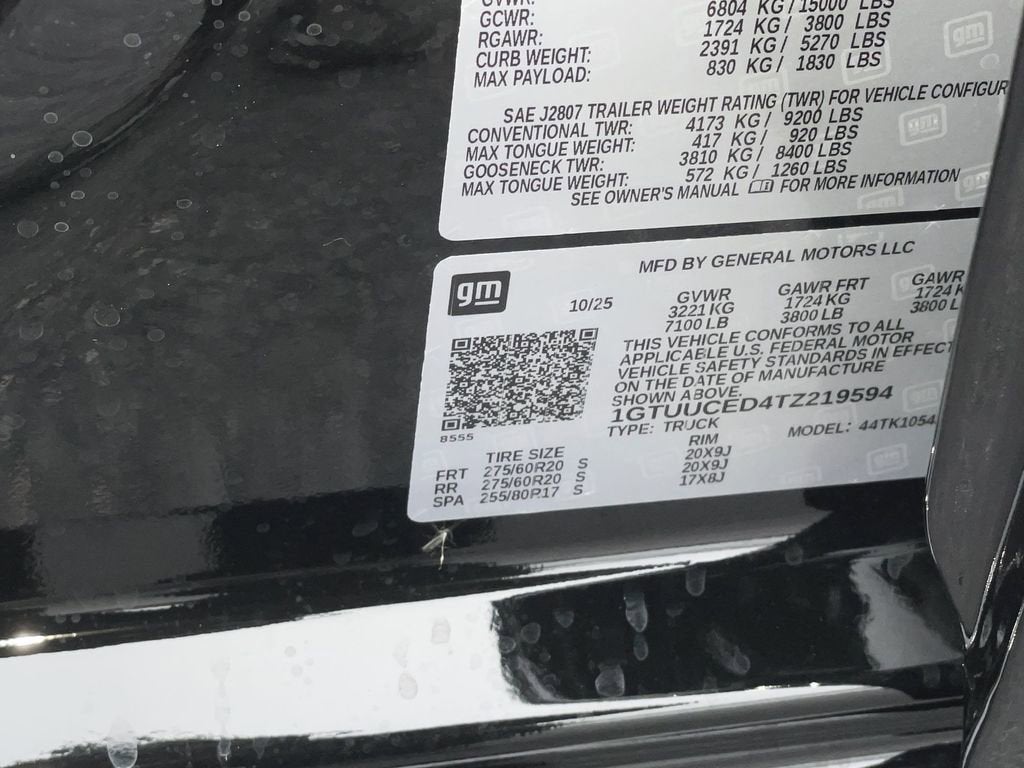 GVWR:
GCWR: 6804 KG / 15000 LBS
RGAWR: 1724 KG / 3800 LBS
CURB WEIGHT: 2391 KG / 5270 LBS
MAX PAYLOAD: 830 KG / 1830 LBS
SAE J2807 TRAILER WEIGHT RATING (TWR) FOR VEHICLE CONFIGUR
CONVENTIONAL TWR: 4173 KG / 9200 LBS
MAX TONGUE WEIGHT: 417 KG / 920 LBS
GOOSENECK TWR: 3810 KG / 8400 LBS
MAX TONGUE WEIGHT: 572 KG / 1260 LBS
SEE OWNER'S MANUAL FOR MORE INFORMATION
gm
MFD BY GENERAL MOTORS LLC
10/25 GVWR GAWR FRT GAWR
3221 KG 1724 KG 1724 K
7100 LB 3800 LB 3800 L
THIS VEHICLE CONFORMS TO ALL
APPLICABLE U.S. FEDERAL MOTOR
VEHICLE SAFETY STANDARDS IN EFFECT
ON THE DATE OF MANUFACTURE
SHOWN ABOVE.
1GTUUCED4TZ219594
8555
TYPE: TRUCK MODEL: 44TK1054
TIRE SIZE RIM
FRT 275/60R20 S 20X9J
RR 275/60R20 S 20X9J
SPA 255/80R17 S 17X8J